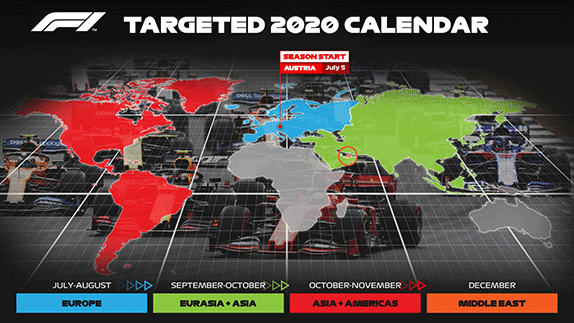 F1 TARGETED 2020 CALENDAR
SEASON START
AUSTRIA July 5
JULY-AUGUST
SEPTEMBER-OCTOBER
OCTOBER-NOVEMBER
DECEMBER
EUROPE
EURASIA + ASIA
ASIA + AMERICAS
MIDDLE EAST